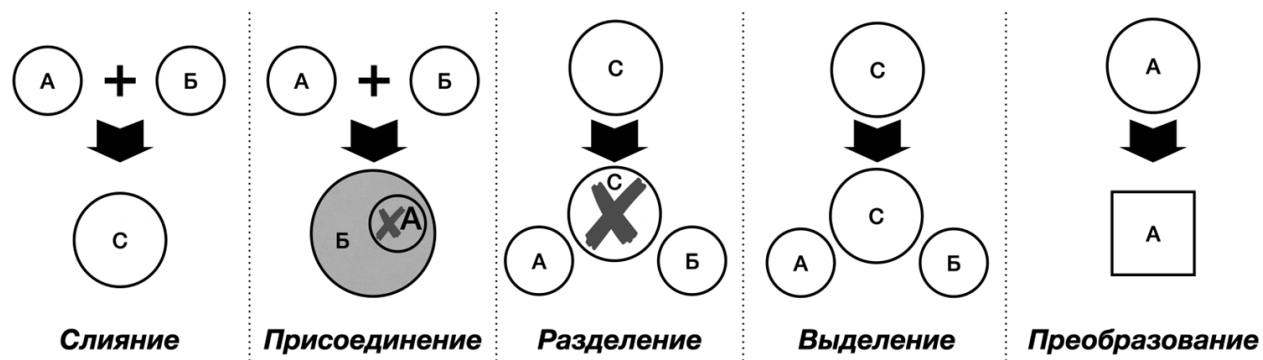 А + Б
С
Слияние
А + Б
Б А
Присоединение
С
С
А Б
Разделение
С
С
А Б
Выделение
А
А
Преобразование